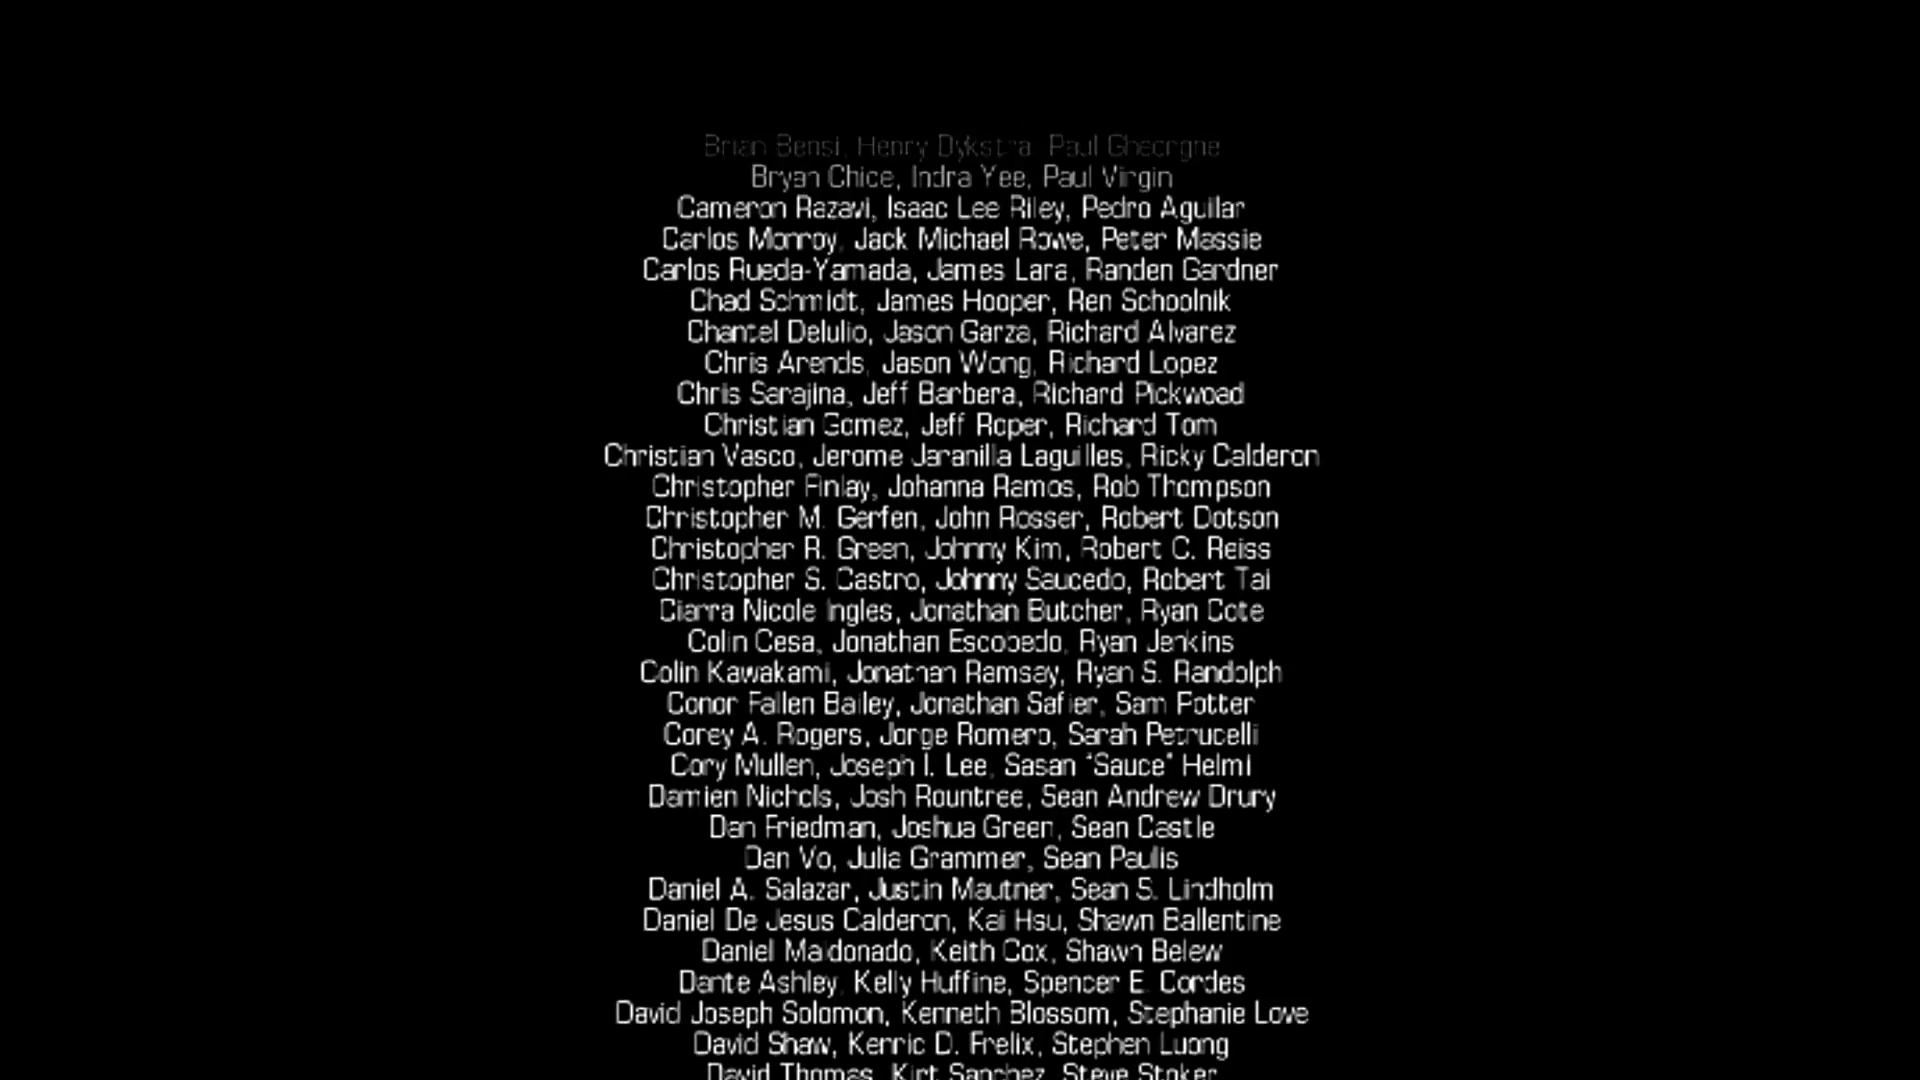 Brian Bensi, Henry Dykstra, Paul Gheorghe
Bryan Chice, Indra Yee, Paul Virgin
Cameron Razavi, Isaac Lee Riley, Pedro Aguilar
Carlos Monroy, Jack Michael Rowe, Peter Massie
Carlos Rueda-Yamada, James Lara, Randen Gardner
Chad Schmidt, James Hooper, Ren Schoolnik
Chantel Delulio, Jason Garza, Richard Alvarez
Chris Arends, Jason Wong, Richard Lopez
Chris Sarajina, Jeff Barbera, Richard Pickwoad
Christian Gomez, Jeff Roper, Richard Tom
Christian Vasco, Jerome Jaranilla Laguilles, Ricky Calderon
Christopher Finlay, Johanna Ramos, Rob Thompson
Christopher M. Gerfen, John Rosser, Robert Dotson
Christopher R. Green, Johnny Kim, Robert C. Reiss
Christopher S. Castro, Johnny Saucedo, Robert Tai
Ciarra Nicole Ingles, Jonathan Butcher, Ryan Cote
Colin Cesa, Jonathan Escobedo, Ryan Jenkins
Colin Kawakami, Jonathan Ramsay, Ryan S. Randolph
Conor Fallen Bailey, Jonathan Safier, Sam Potter
Corey A. Rogers, Jorge Romero, Sarah Petrucelli
Cory Mullen, Joseph I. Lee, Sasan "Sauce" Helmi
Damien Nichols, Josh Rountree, Sean Andrew Drury
Dan Friedman, Joshua Green, Sean Castle
Dan Vo, Julia Grammer, Sean Paulis
Daniel A. Salazar, Justin Mautner, Sean S. Lindholm
Daniel De Jesus Calderon, Kai Hsu, Shawn Ballentine
Daniel Maldonado, Keith Cox, Shawn Belew
Dante Ashley, Kelly Huffine, Spencer E. Cordes
David Joseph Solomon, Kenneth Blossom, Stephanie Love
David Shaw, Kerric D. Frelix, Stephen Luong
David Thomas, Kirt Sanchez, Steve Stoker